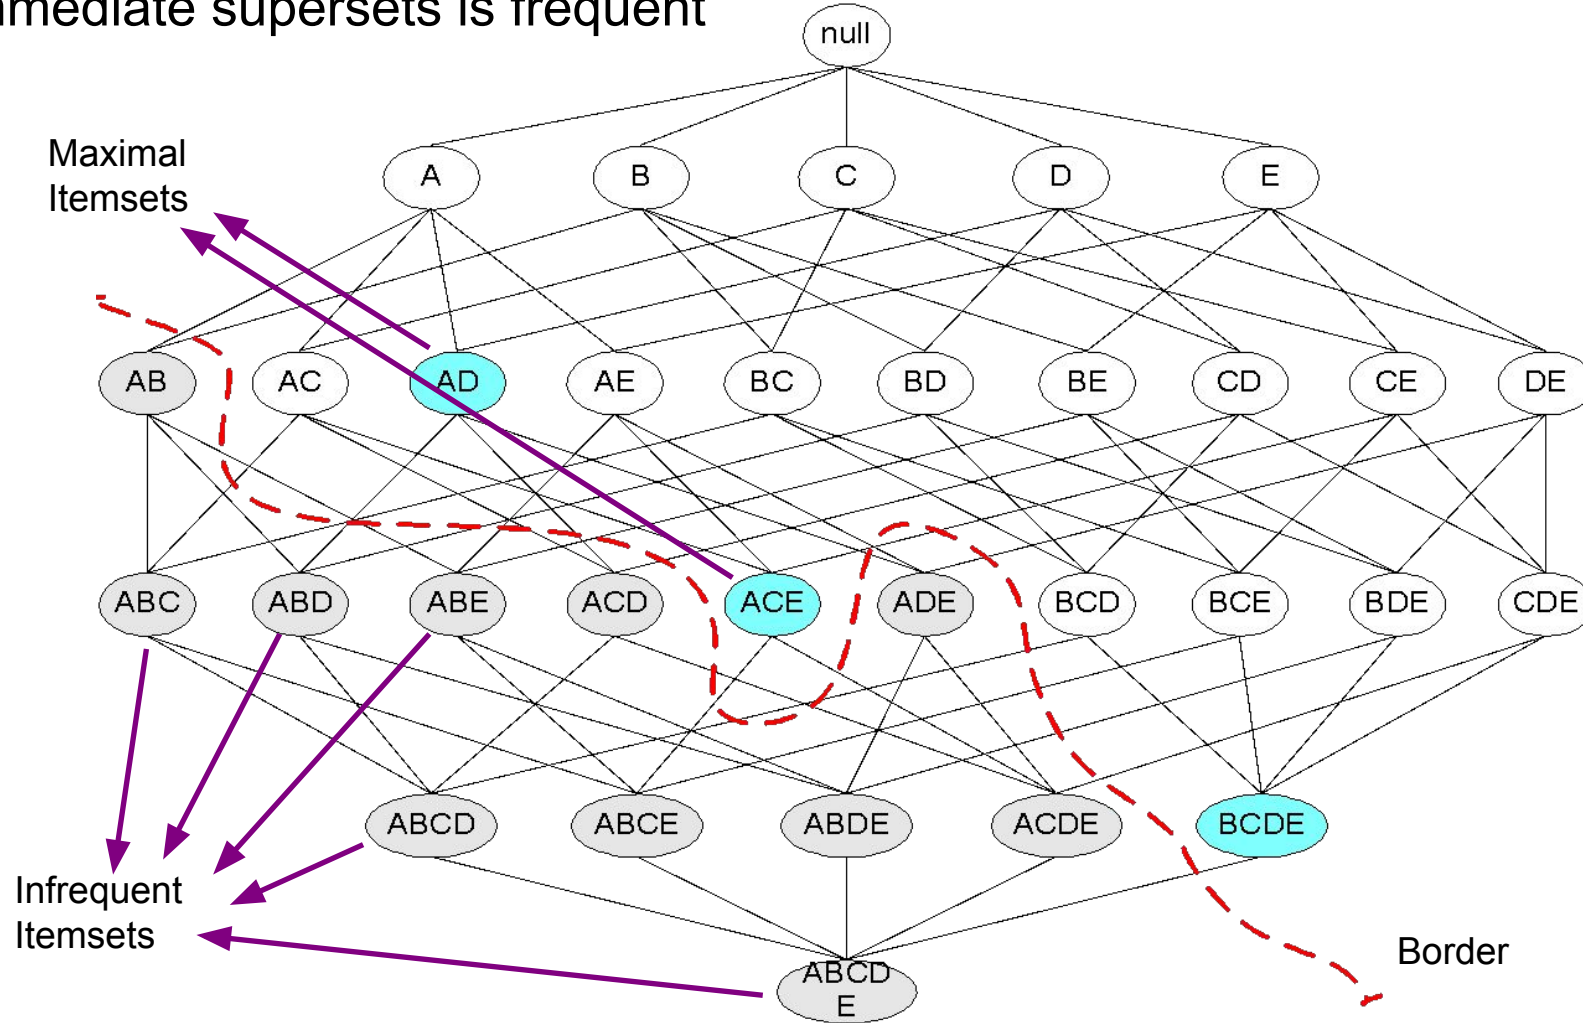 mmediate supersets is frequent
null
Maximal
Itemsets
A
B
C
D
E
AB
AC
AD
AE
BC
BD
BE
CD
CE
DE
ABC
ABD
ABE
ACD
ACE
ADE
BCD
BCE
BDE
CDE
ABCD
ABCE
ABDE
ACDE
BCDE
Infrequent
Itemsets
Border
ABCD
E